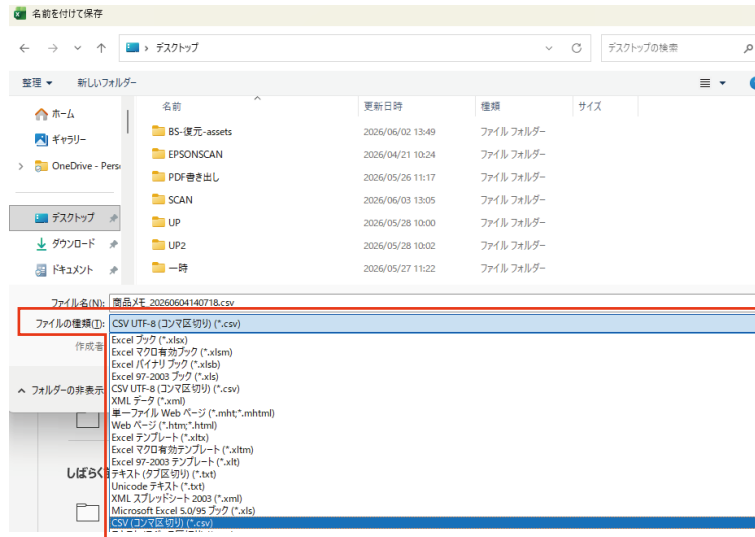 名前を付けて保存
デスクトップ
デスクトップの検索
整理 新しいフォルダー
名前 更新日時 種類 サイズ
ホーム
ギャラリー
OneDrive - Pers
デスクトップ
ダウンロード
ドキュメント
BS-復元-assets 2026/06/02 13:49 ファイル フォルダー
EPSONSCAN 2026/04/21 10:24 ファイル フォルダー
PDF書き出し 2026/05/26 11:17 ファイル フォルダー
SCAN 2026/06/03 13:05 ファイル フォルダー
UP 2026/05/28 10:00 ファイル フォルダー
UP2 2026/05/28 10:02 ファイル フォルダー
一時 2026/05/27 11:22 ファイル フォルダー
ファイル名(N): 商品メモ_20260604140718.csv
ファイルの種類(T): CSV UTF-8 (コンマ区切り) (*.csv)
作成者
フォルダーの非表示
しばらく
Excel ブック (*.xlsx)
Excel マクロ有効ブック (*.xlsm)
Excel バイナリ ブック (*.xlsb)
Excel 97-2003 ブック (*.xls)
CSV UTF-8 (コンマ区切り) (*.csv)
XML データ (*.xml)
単一ファイル Web ページ (*.mht;*.mhtml)
Web ページ (*.htm;*.html)
Excel テンプレート (*.xltx)
Excel マクロ有効テンプレート (*.xltm)
Excel 97-2003 テンプレート (*.xlt)
テキスト (タブ区切り) (*.txt)
Unicode テキスト (*.txt)
XML スプレッドシート 2003 (*.xml)
Microsoft Excel 5.0/95 ブック (*.xls)
CSV (コンマ区切り) (*.csv)